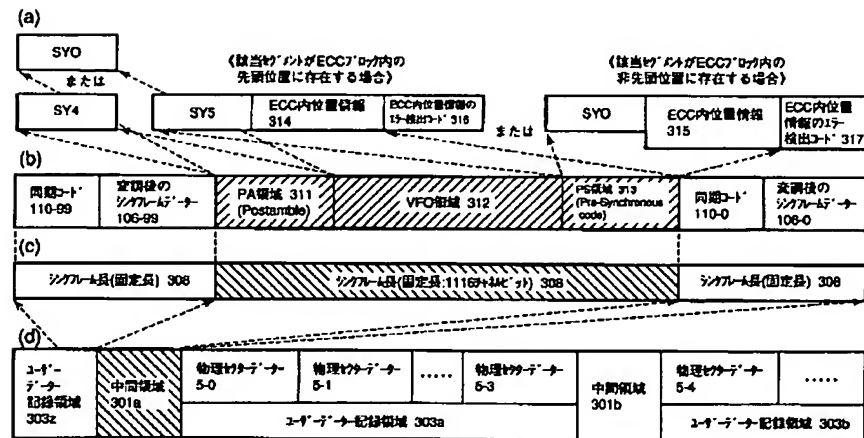 (a)
SYO
または
SY4
《該当セグメントがECCブロック内の
先頭位置に存在する場合》
SY5
ECC内位置情報
314
ECC内位置情報の
エラー検出コード 316
または
《該当セグメントがECCブロック内の
非先頭位置に存在する場合》
SYO
ECC内位置情報
315
ECC内位置
情報のエラー
検出コード 317
(b)
同期コード
110-99
変調後の
シンクフレームデーター
106-99
PA領域 311
(Postamble)
VFO領域 312
PS領域 313
(Pre-Synchronous
code)
同期コード
110-0
変調後の
シンクフレームデーター
106-0
(c)
シンクフレーム長(固定長) 308
シンクフレーム長(固定長:1116チャネルビット) 308
シンクフレーム長(固定長) 308
(d)
ユーザー
データー
記録領域
303z
中間領域
301a
物理セクターデーター
5-0
物理セクターデーター
5-1
.....
物理セクターデーター
5-3
ユーザーデーター記録領域 303a
中間領域
301b
物理セクターデーター
5-4
.....
ユーザーデーター記録領域 303b